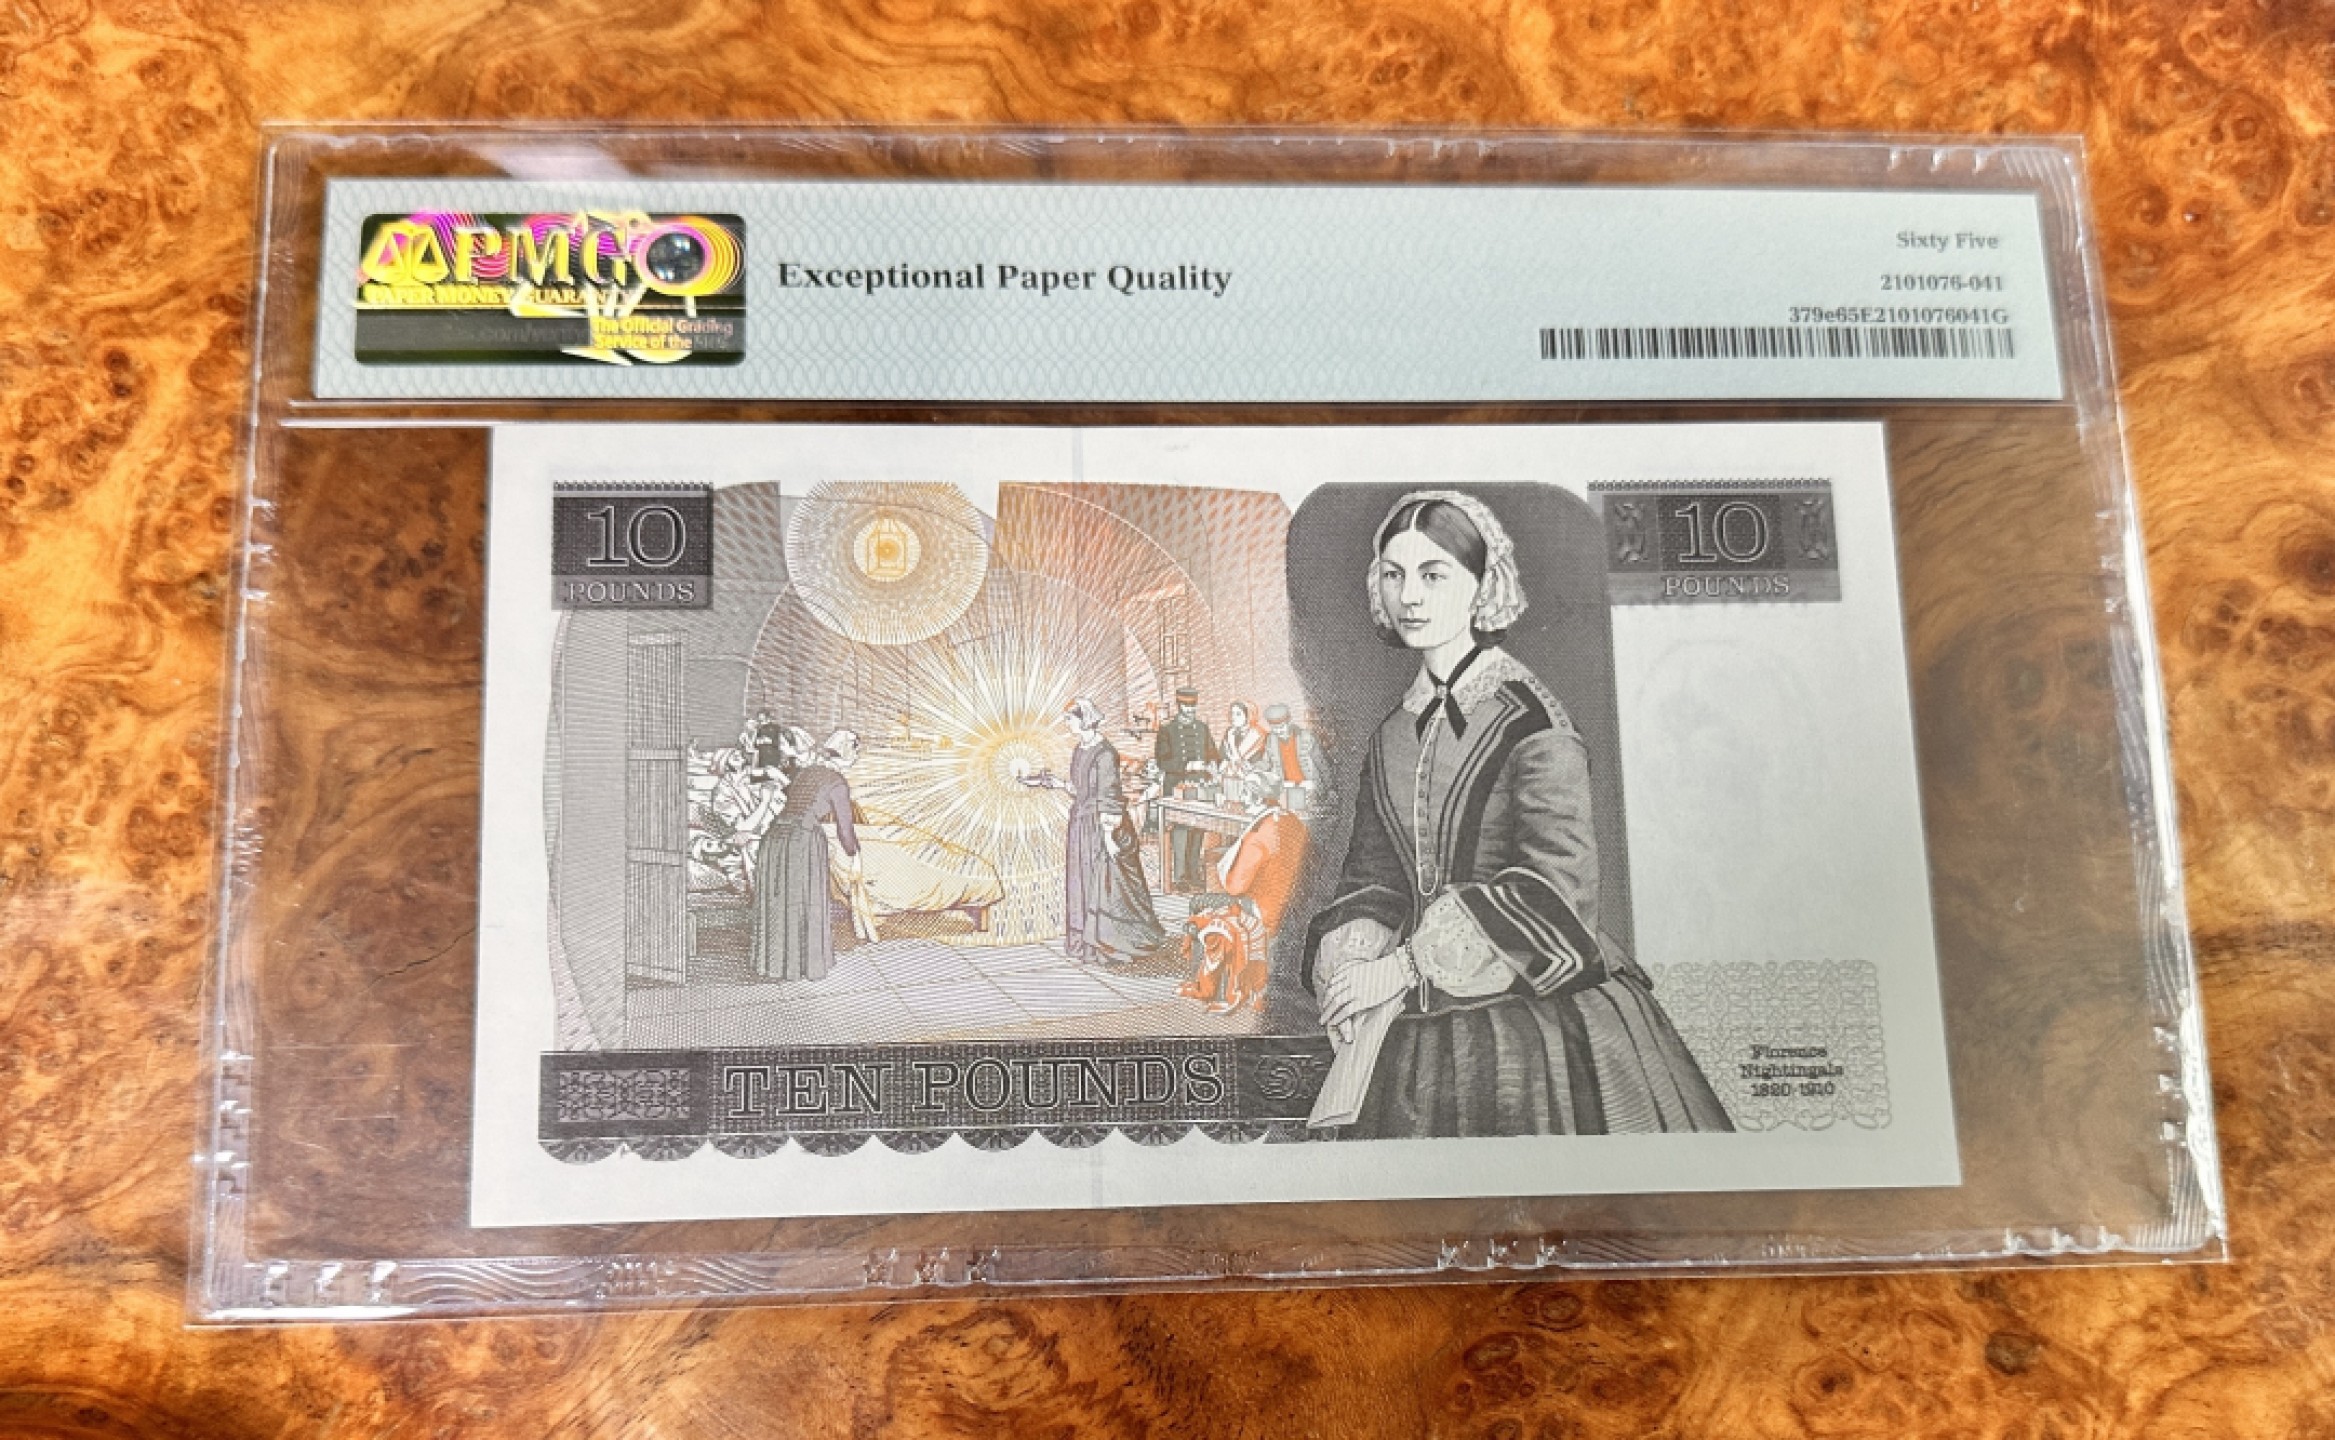 PMG
PAPER MONEY GUARANTY
The Official Grading
Service of the
Exceptional Paper Quality
Sixty Five
2101076-041
379e65E2101076041G
10
POUNDS
10
POUNDS
TEN POUNDS
Florence
Nightingale
1820-1910